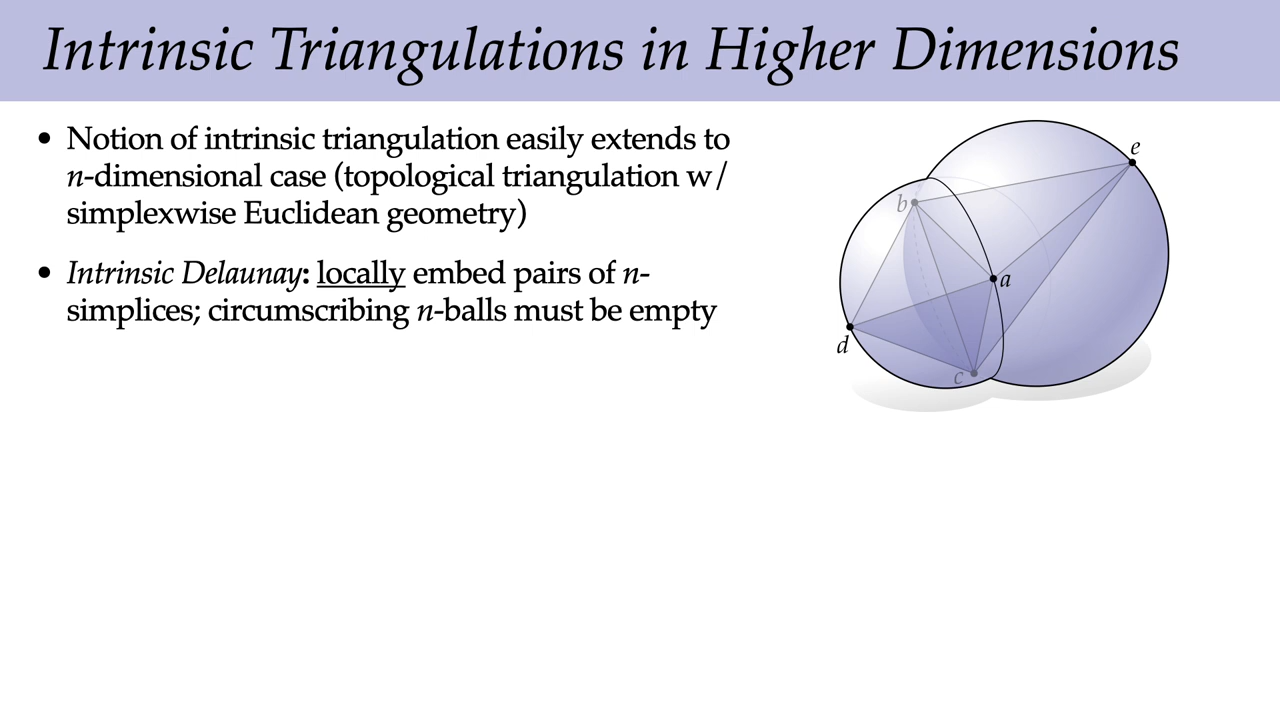 Intrinsic Triangulations in Higher Dimensions
• Notion of intrinsic triangulation easily extends to
n-dimensional case (topological triangulation w/
simplexwise Euclidean geometry)
• Intrinsic Delaunay: locally embed pairs of n-
simplices; circumscribing n-balls must be empty
e
b
a
d
c